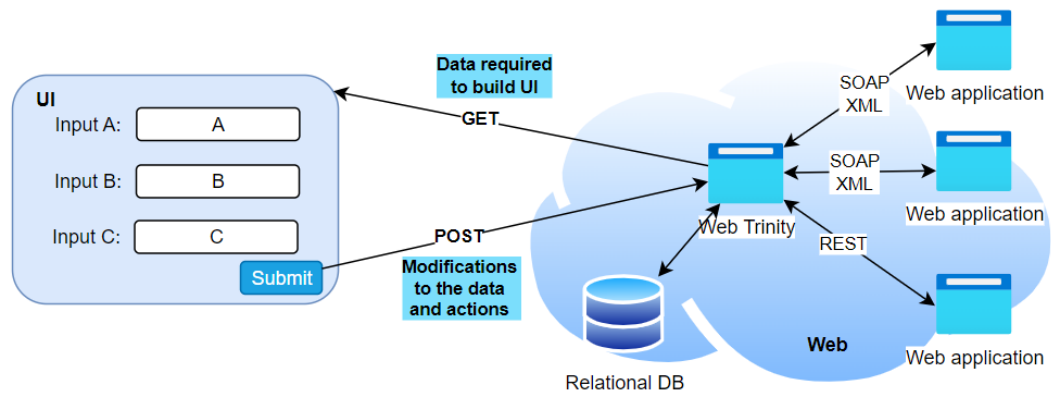 UI
Input A:
A
Input B:
B
Input C:
C
Submit
Data required
to build UI
GET
POST
Modifications
to the data
and actions
Web Trinity
Relational DB
Web
SOAP
XML
Web application
SOAP
XML
Web application
REST
Web application